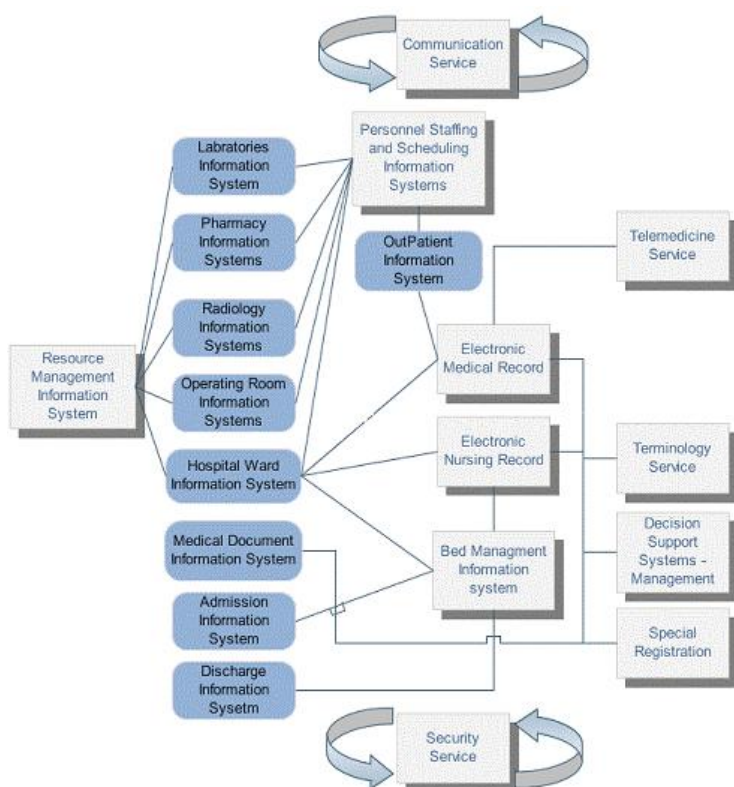 Communication
Service
Personnel Staffing
and Scheduling
Information
Systems
Labratories
Information
System
Pharmacy
Information
Systems
OutPatient
Information
System
Telemedicine
Service
Radiology
Information
Systems
Resource
Management
Information
System
Electronic
Medical Record
Operating Room
Information
Systems
Hospital Ward
Information System
Electronic
Nursing Record
Terminology
Service
Medical Document
Information System
Bed Managment
Information
system
Decision
Support
Systems -
Management
Admission
Information
System
Special
Registration
Discharge
Information
Sysetm
Security
Service